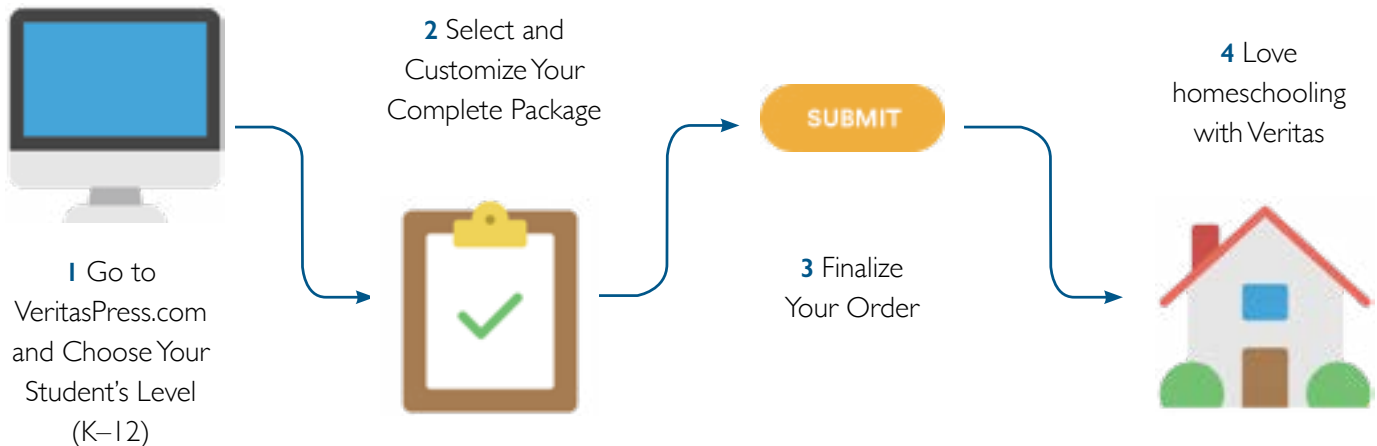 1 Go to
VeritasPress.com
and Choose Your
Student's Level
(K–12)
2 Select and
Customize Your
Complete Package
SUBMIT
3 Finalize
Your Order
4 Love
homeschooling
with Veritas